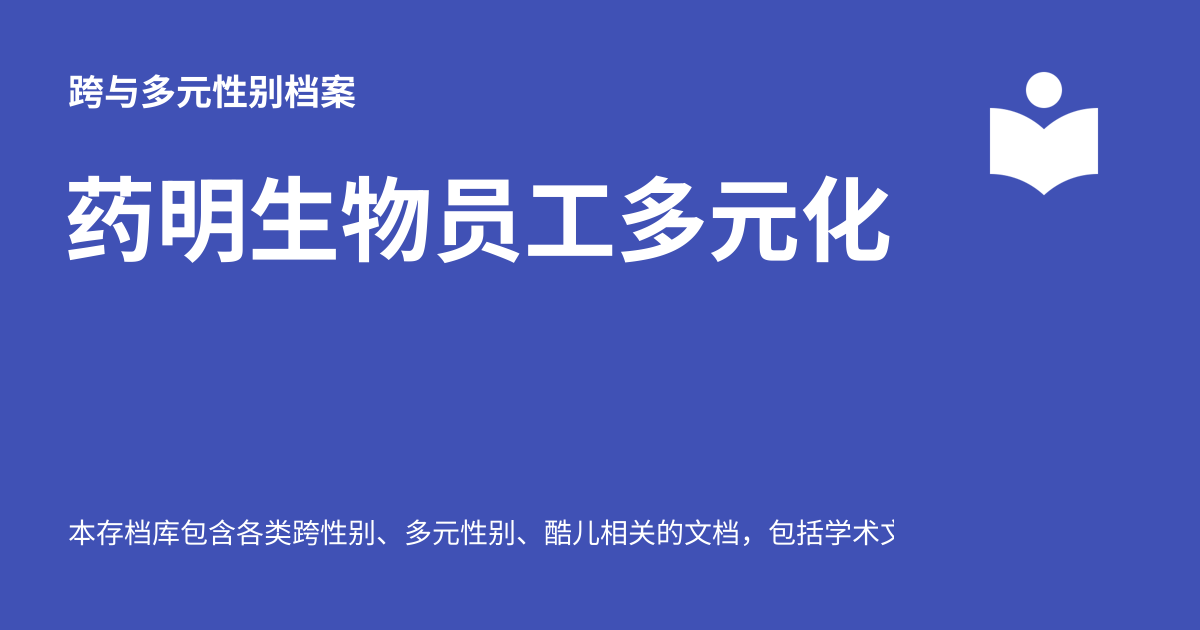 跨与多元性别档案
药明生物员工多元化
本存档库包含各类跨性别、多元性别、酷儿相关的文档，包括学术